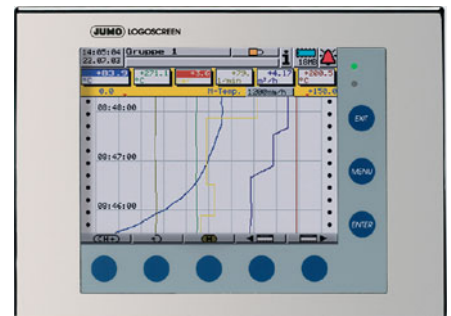 JUMO LOGOSCREEN
14:05:04 Gruppe 1
22.07.03 i 18MB
+83.9 +271.1 +3.6 +79. +4.17 +200.5
°C °C l/min m³/h °C
0.0 M-Temp. 1200mm/h +150.0
08:48:00
EXIT
08:47:00
MENU
08:46:00
ENTER